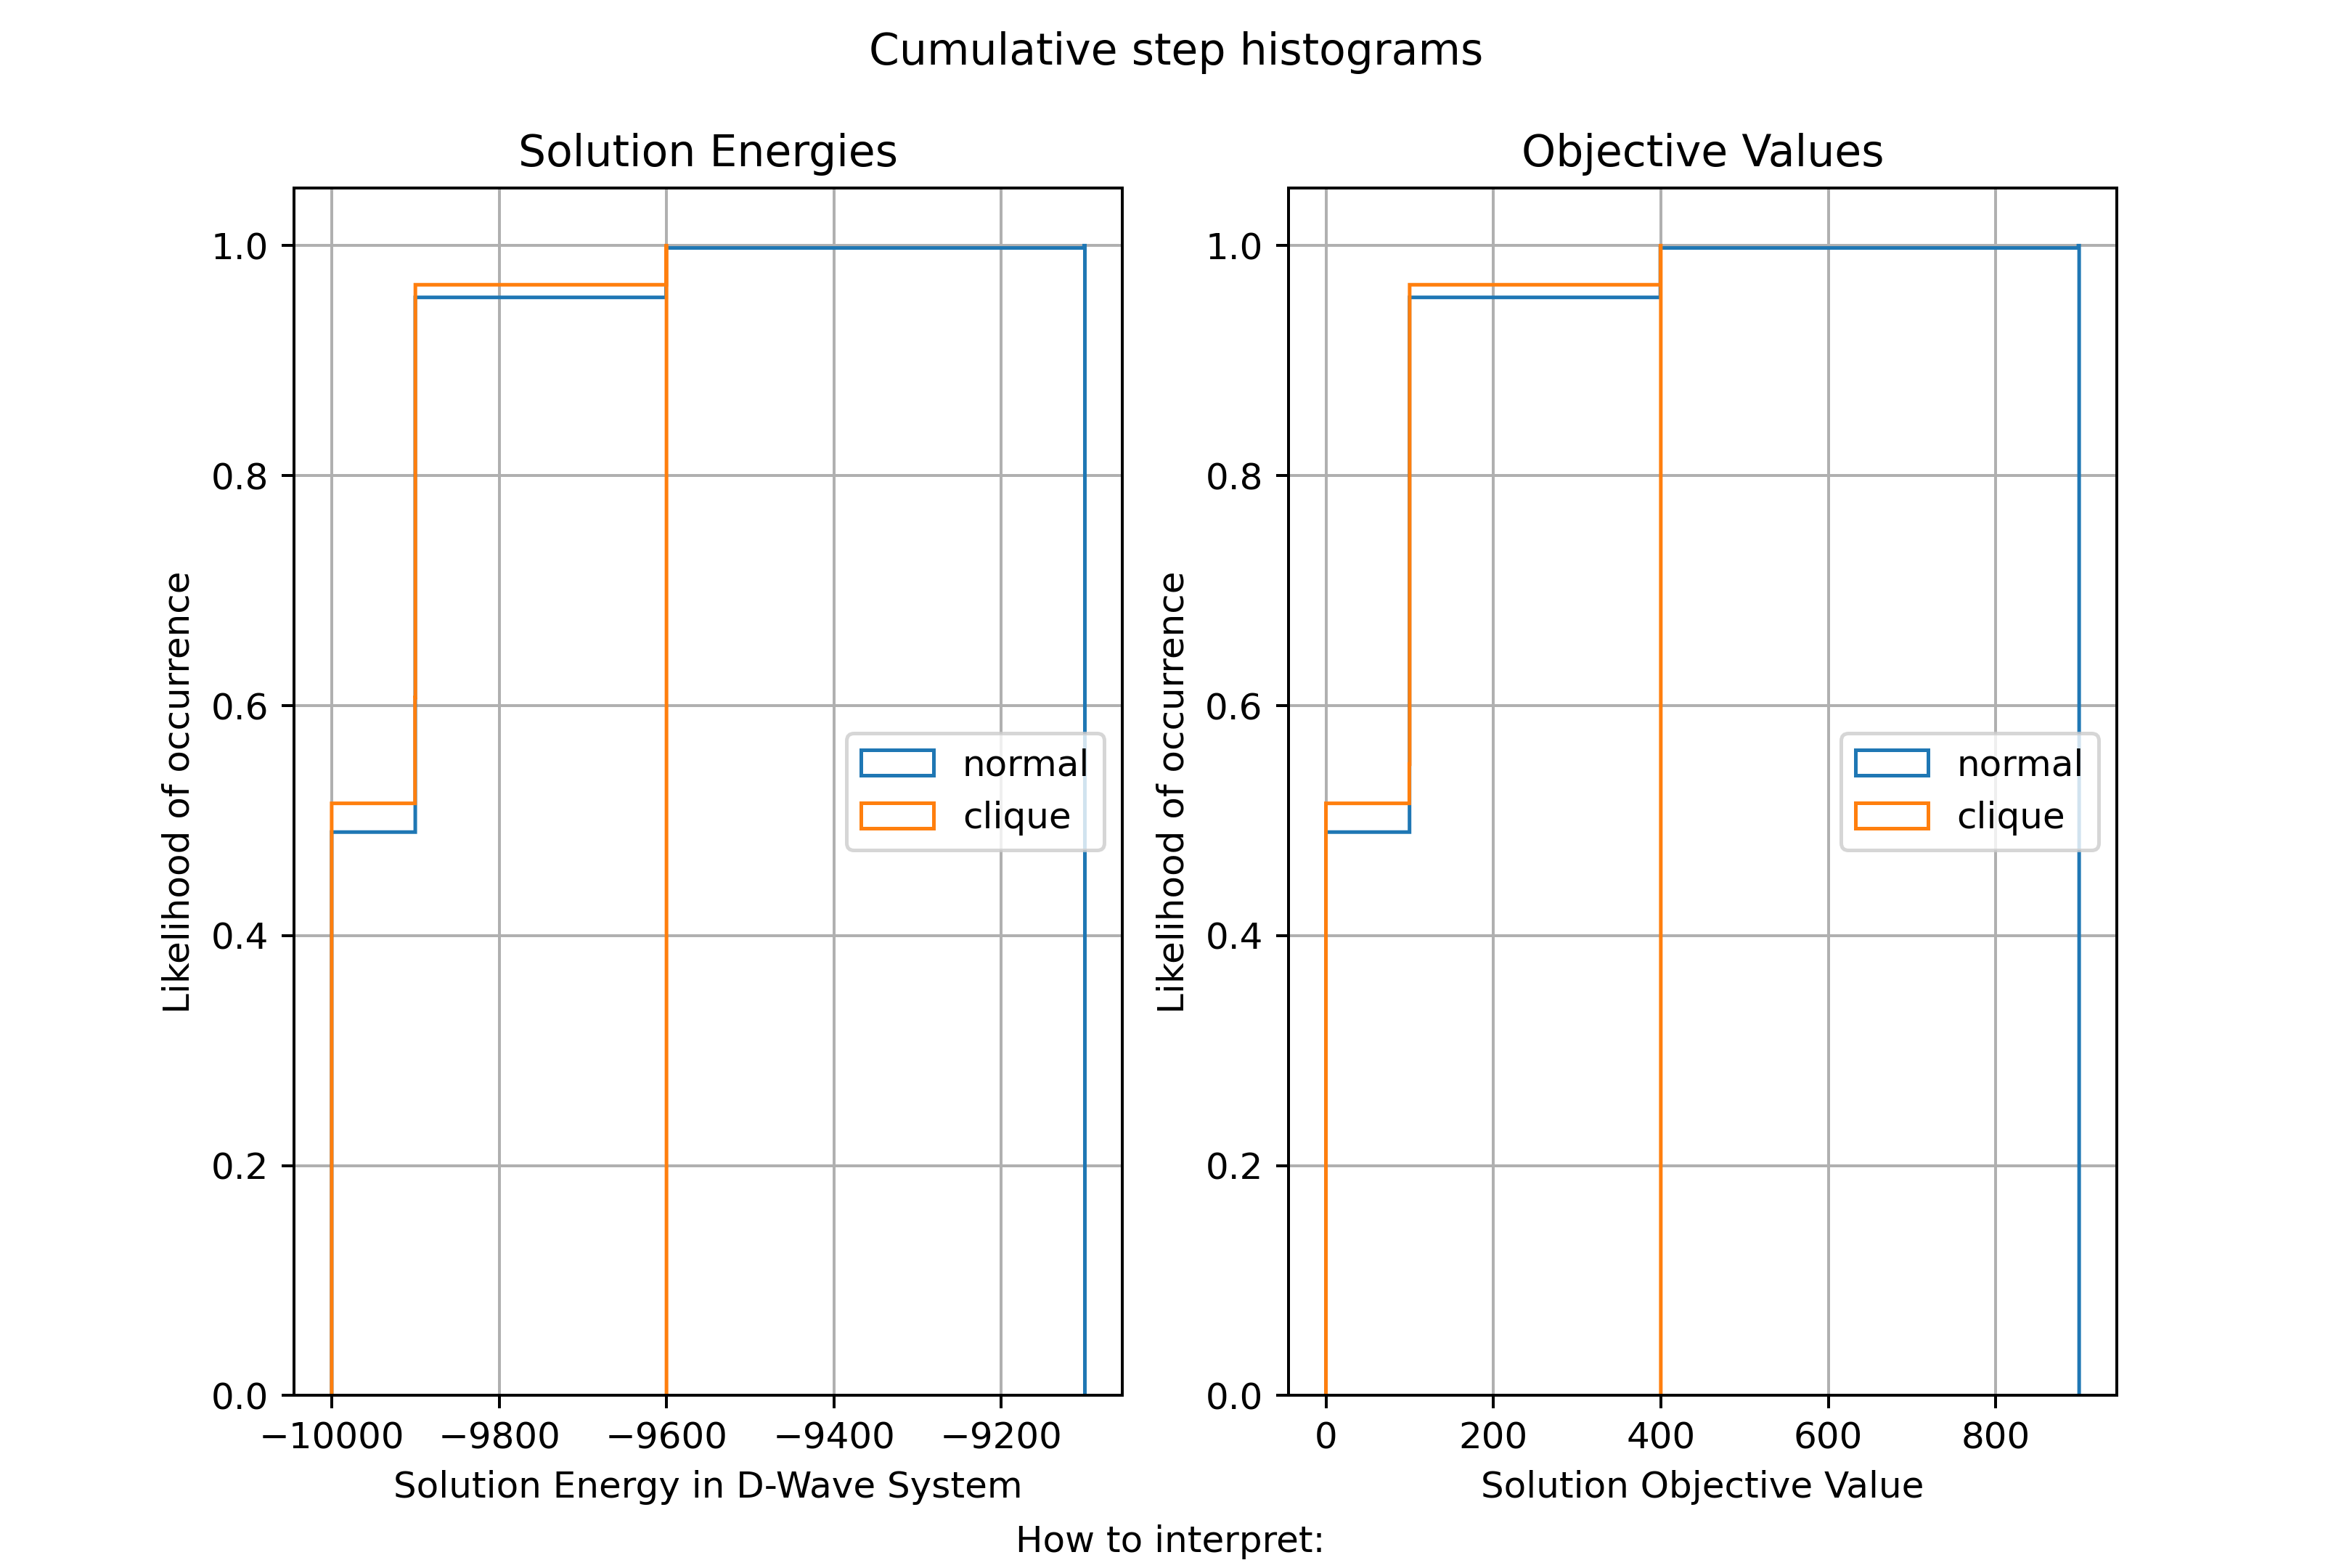 Cumulative step histograms
Solution Energies
Objective Values
1.0
0.8
0.6
0.4
0.2
0.0
Likelihood of occurrence
normal
clique
−10000 −9800 −9600 −9400 −9200
Solution Energy in D-Wave System
1.0
0.8
0.6
0.4
0.2
0.0
Likelihood of occurrence
normal
clique
0 200 400 600 800
Solution Objective Value
How to interpret: